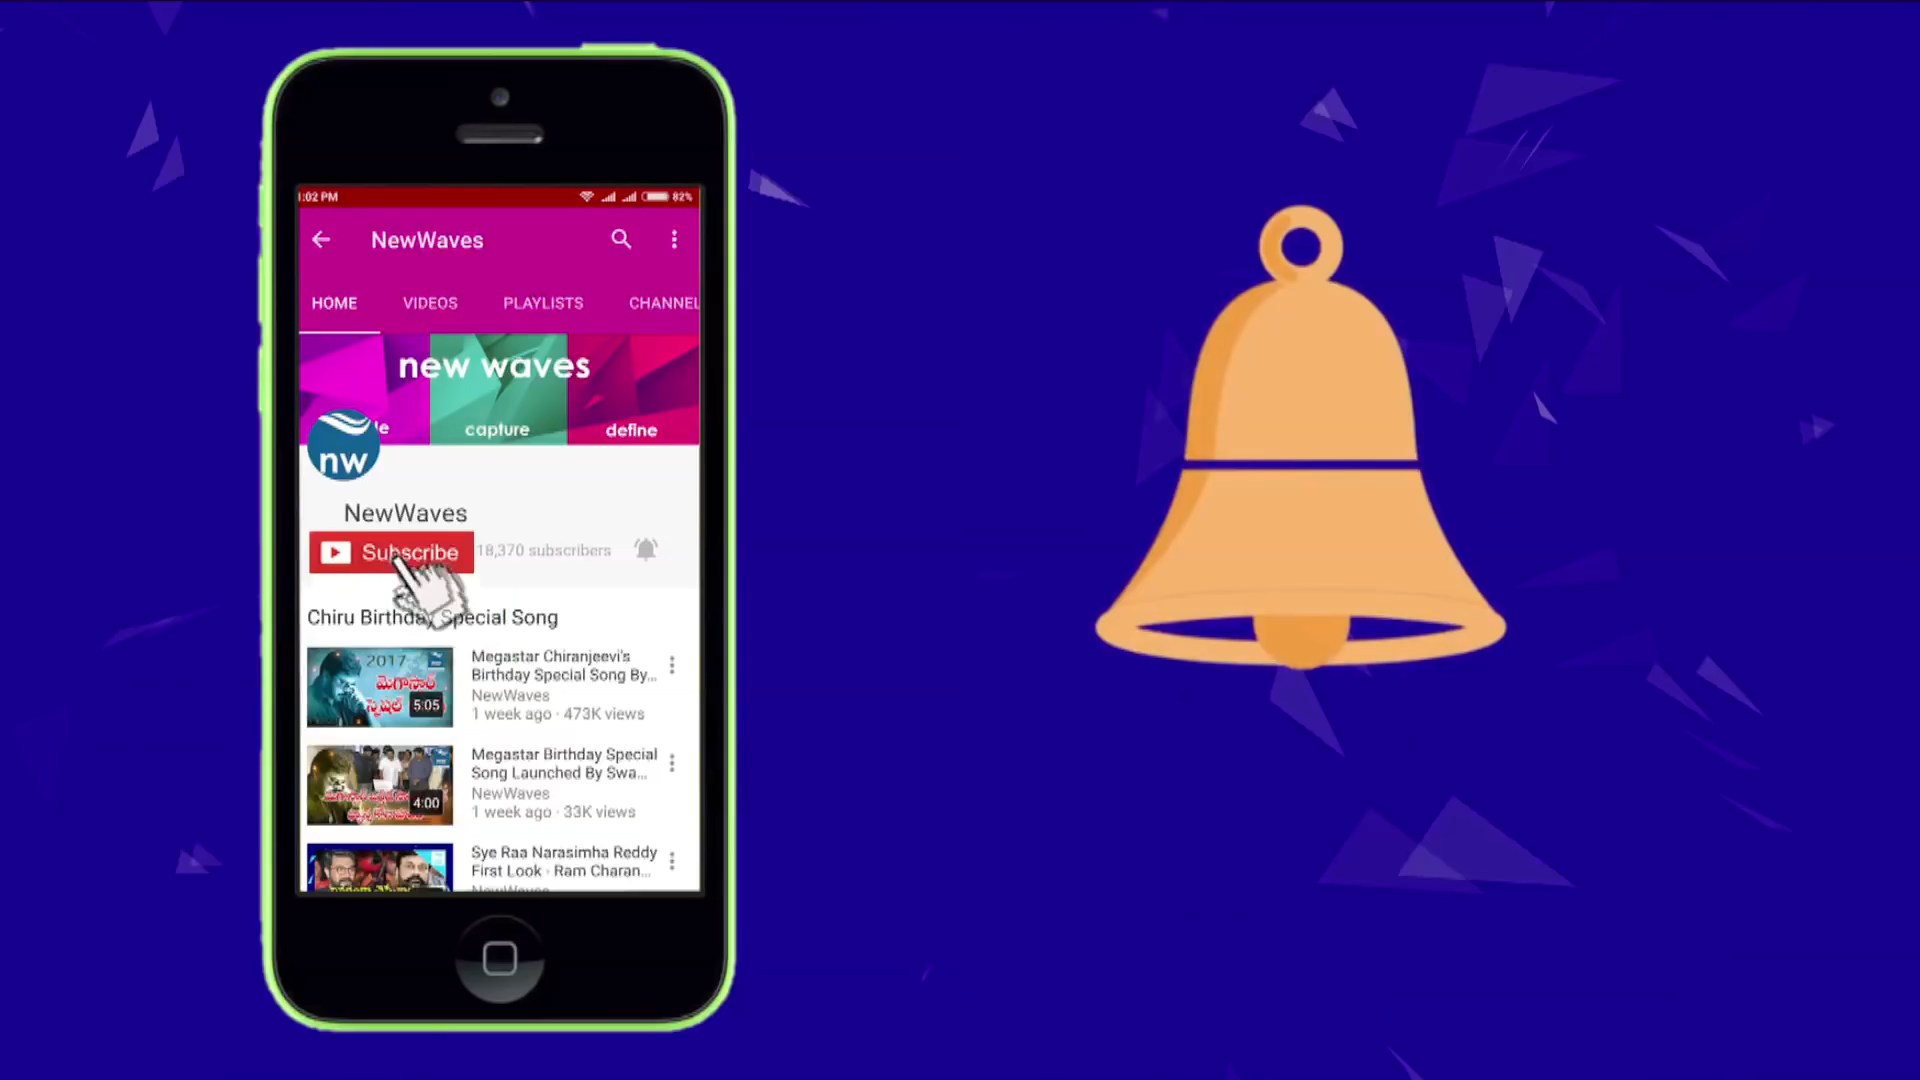 1:02 PM
82%
NewWaves
HOME VIDEOS PLAYLISTS CHANNEL
new waves
capture
define
nw
NewWaves
Subscribe 18,370 subscribers
Chiru Birthday Special Song
2017
మెగాస్టార్
స్పెషల్
5:05
Megastar Chiranjeevi's
Birthday Special Song By...
NewWaves
1 week ago · 473K views
4:00
Megastar Birthday Special
Song Launched By Swa...
NewWaves
1 week ago · 33K views
Sye Raa Narasimha Reddy
First Look - Ram Charan...
NewWaves